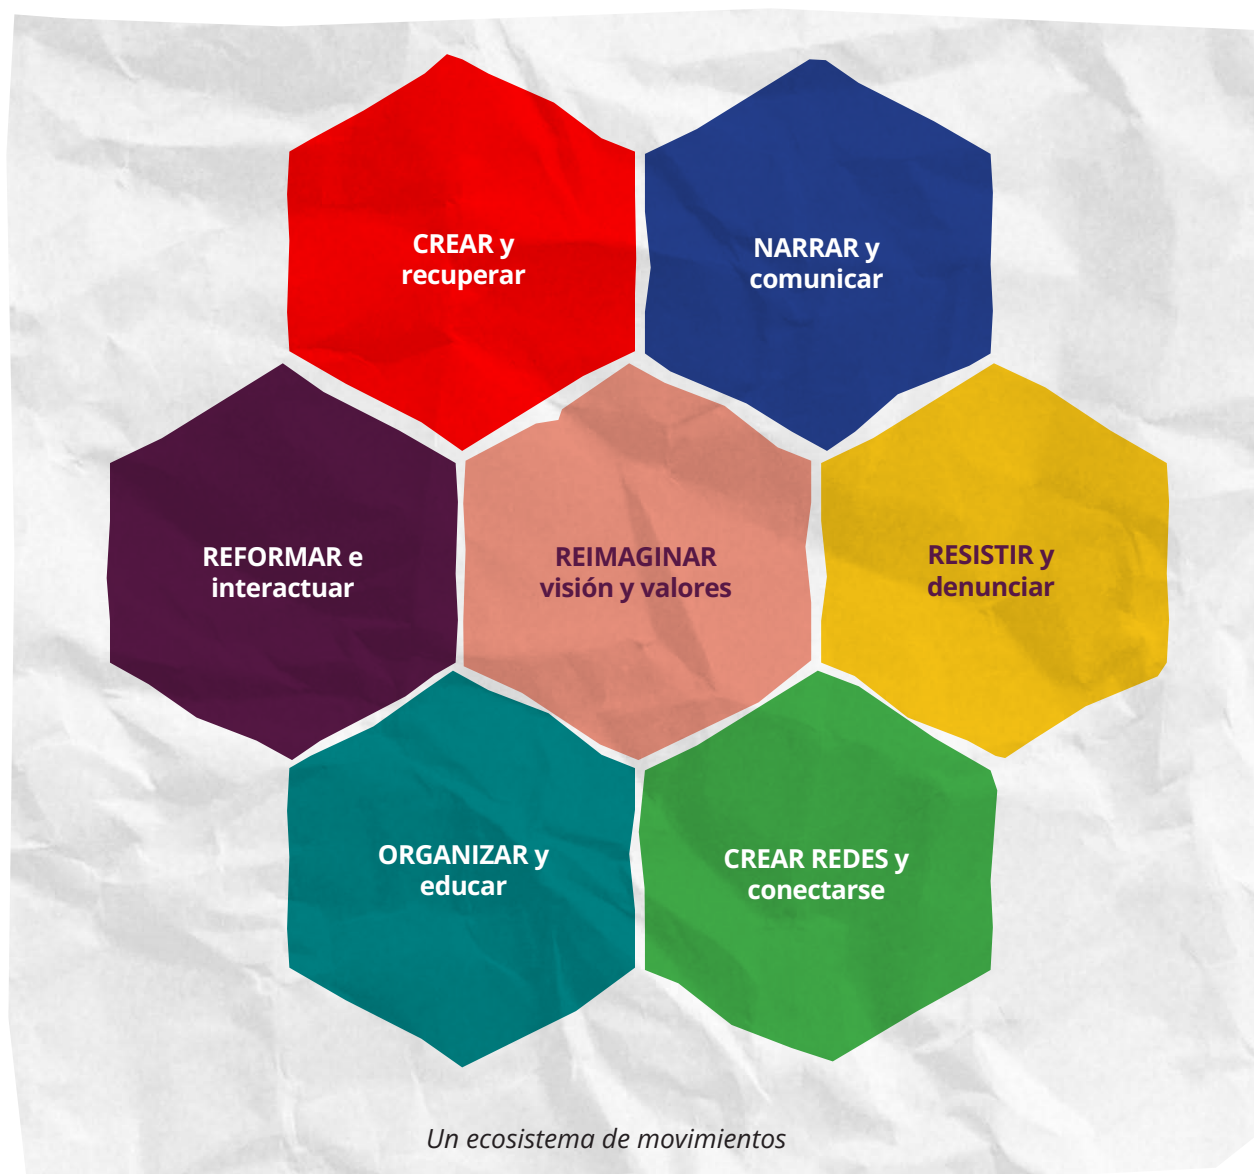 CREAR y
recuperar
NARRAR y
comunicar
REFORMAR e
interactuar
REIMAGINAR
visión y valores
RESISTIR y
denunciar
ORGANIZAR y
educar
CREAR REDES y
conectarse
Un ecosistema de movimientos